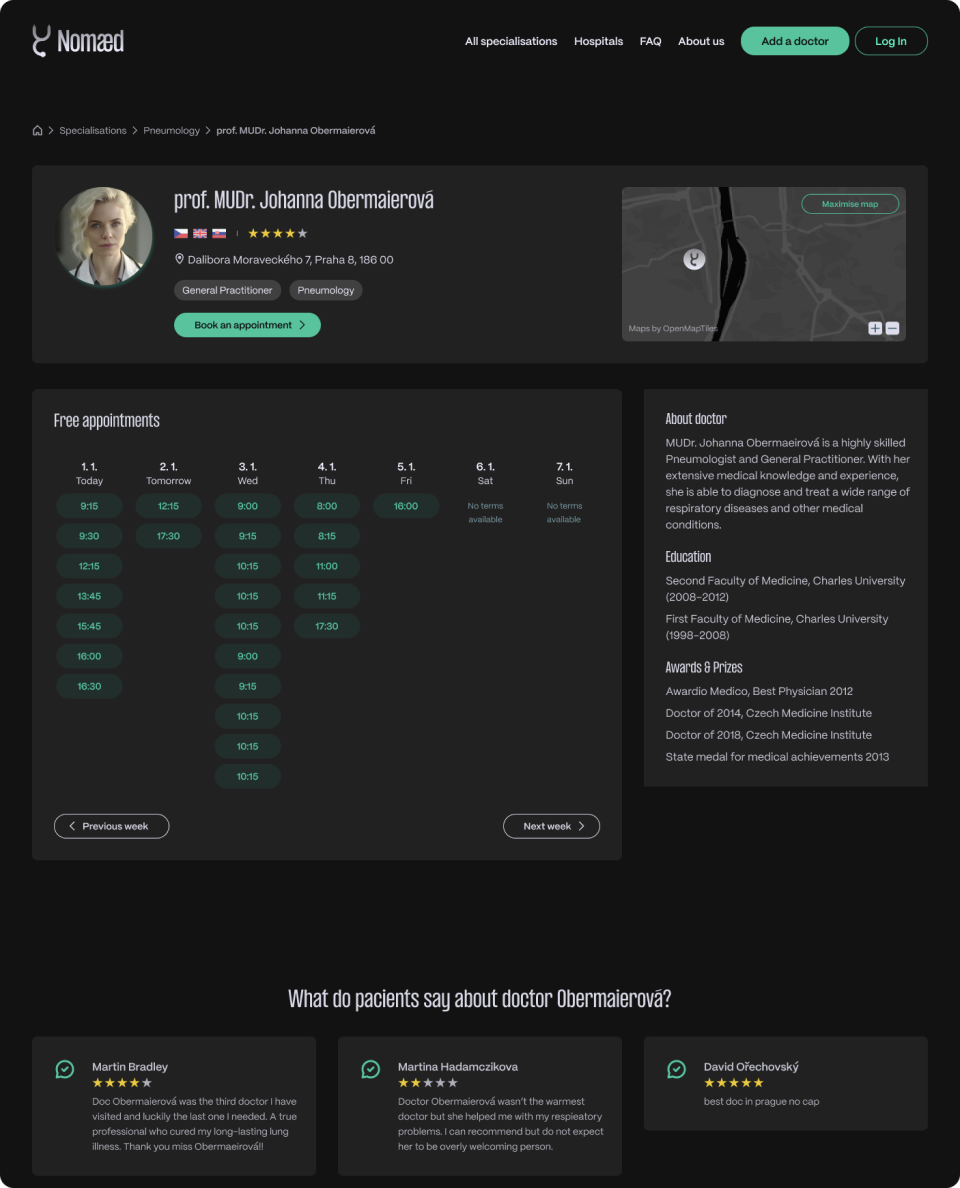 Nomæd
All specialisations
Hospitals
FAQ
About us
Add a doctor
Log In
Specialisations
Pneumology
prof. MUDr. Johanna Obermaierová
prof. MUDr. Johanna Obermaierová
Dalibora Moraveckého 7, Praha 8, 186 00
General Practitioner
Pneumology
Book an appointment
Maximise map
Maps by OpenMapTiles
Free appointments
1. 1.
Today
9:15
9:30
12:15
13:45
15:45
16:00
16:30
2. 1.
Tomorrow
12:15
17:30
3. 1.
Wed
9:00
9:15
10:15
10:15
10:15
9:00
9:15
10:15
10:15
10:15
4. 1.
Thu
8:00
8:15
11:00
11:15
17:30
5. 1.
Fri
16:00
6. 1.
Sat
No terms
available
7. 1.
Sun
No terms
available
Previous week
Next week
About doctor
MUDr. Johanna Obermaeirová is a highly skilled
Pneumologist and General Practitioner. With her
extensive medical knowledge and experience,
she is able to diagnose and treat a wide range of
respiratory diseases and other medical
conditions.
Education
Second Faculty of Medicine, Charles University
(2008–2012)
First Faculty of Medicine, Charles University
(1998–2008)
Awards & Prizes
Awardio Medico, Best Physician 2012
Doctor of 2014, Czech Medicine Institute
Doctor of 2018, Czech Medicine Institute
State medal for medical achievements 2013
What do pacients say about doctor Obermaierová?
Martin Bradley
Doc Obermaierová was the third doctor I have
visited and luckily the last one I needed. A true
professional who cured my long-lasting lung
illness. Thank you miss Obermaeirová!!
Martina Hadamczikova
Doctor Obermaierová wasn't the warmest
doctor but she helped me with my respieatory
problems. I can recommend but do not expect
her to be overly welcoming person.
David Ořechovský
best doc in prague no cap